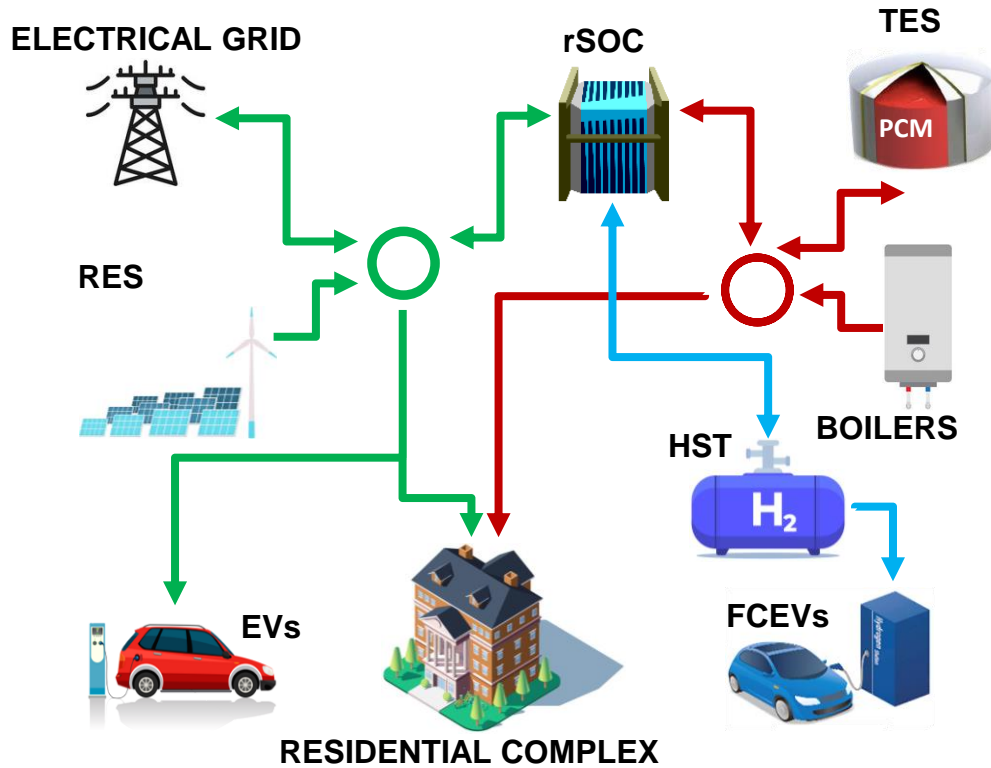 ELECTRICAL GRID
rSOC
TES
PCM
RES
BOILERS
HST
H₂
EVs
FCEVs
RESIDENTIAL COMPLEX